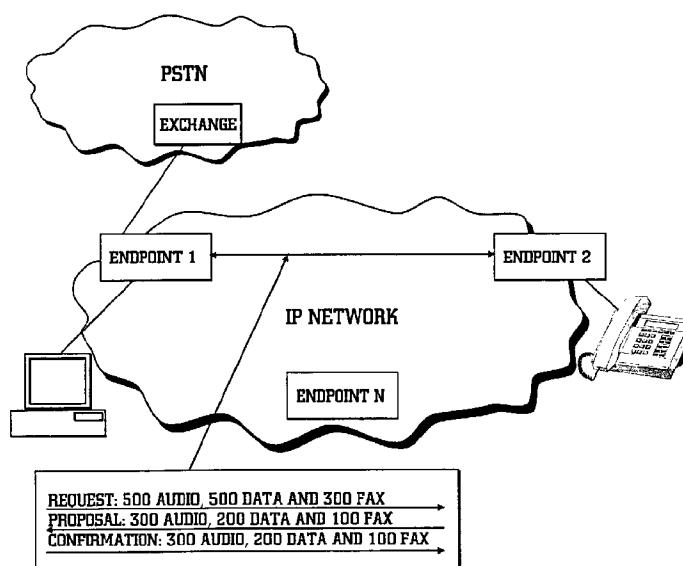 PSTN
EXCHANGE
ENDPOINT 1
ENDPOINT 2
IP NETWORK
ENDPOINT N
REQUEST: 500 AUDIO, 500 DATA AND 300 FAX
PROPOSAL: 300 AUDIO, 200 DATA AND 100 FAX
CONFIRMATION: 300 AUDIO, 200 DATA AND 100 FAX